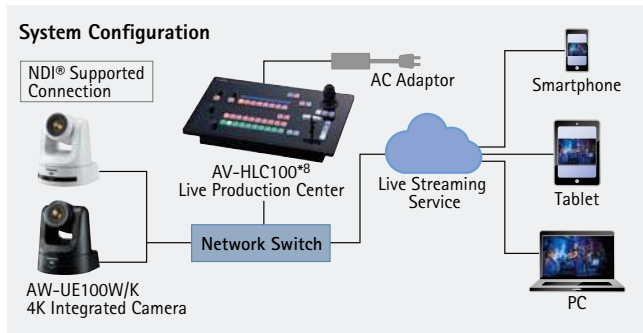 System Configuration
NDI® Supported
Connection
AC Adaptor
Smartphone
AV-HLC100*8
Live Production Center
Live Streaming
Service
Tablet
Network Switch
AW-UE100W/K
4K Integrated Camera
PC